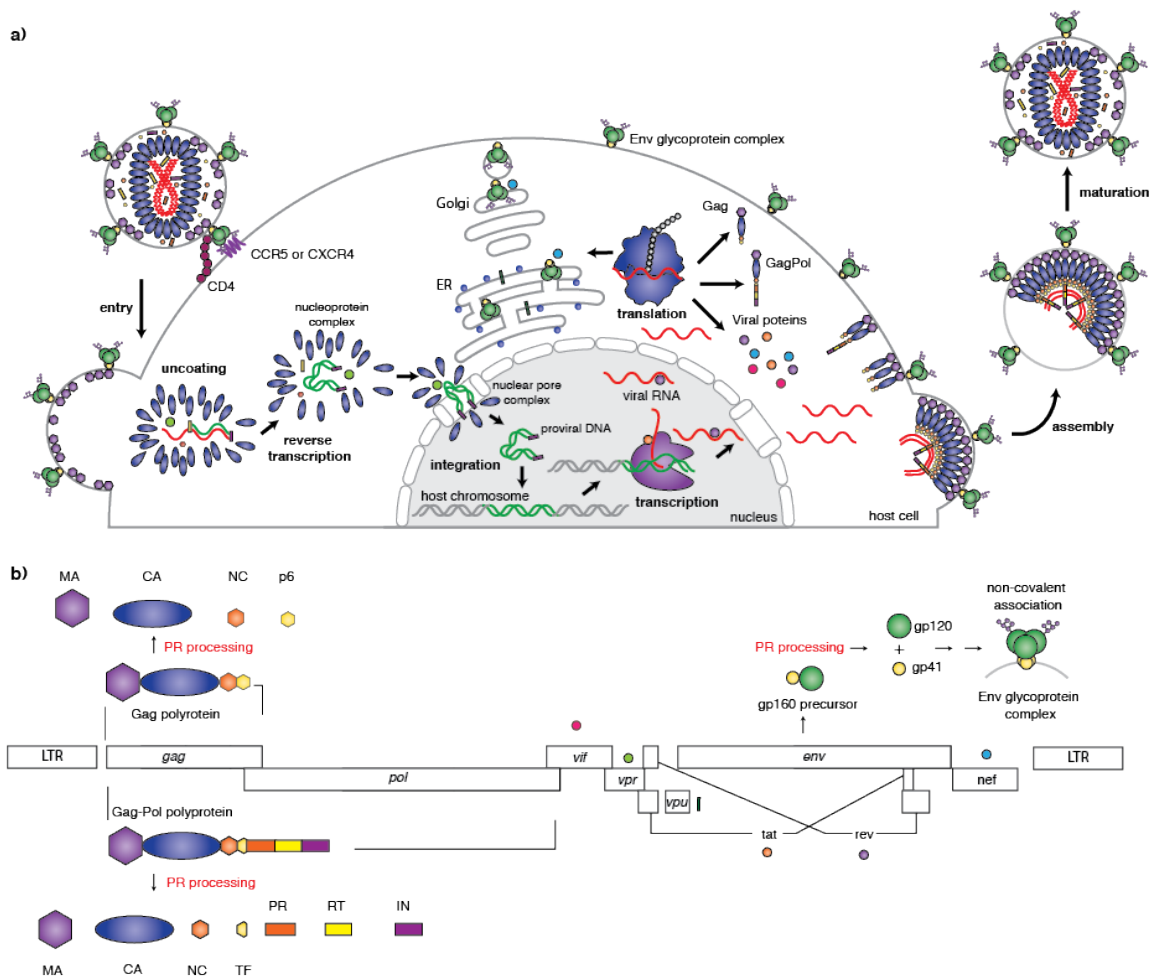 a)
Env glycoprotein complex
Golgi
Gag
maturation
CCR5 or CXCR4
CD4
ER
GagPol
entry
nucleoprotein
complex
translation
Viral poteins
uncoating
nuclear pore
complex
viral RNA
reverse
transcription
proviral DNA
integration
assembly
host chromosome
transcription
nucleus
host cell
b)
MA
CA
NC
p6
PR processing
Gag polyprotein
non-covalent
association
PR processing
gp120
+
gp41
gp160 precursor
Env glycoprotein
complex
LTR
gag
vif
env
LTR
pol
vpr
nef
vpu
Gag-Pol polyprotein
tat
rev
PR processing
PR
RT
IN
MA
CA
NC
TF